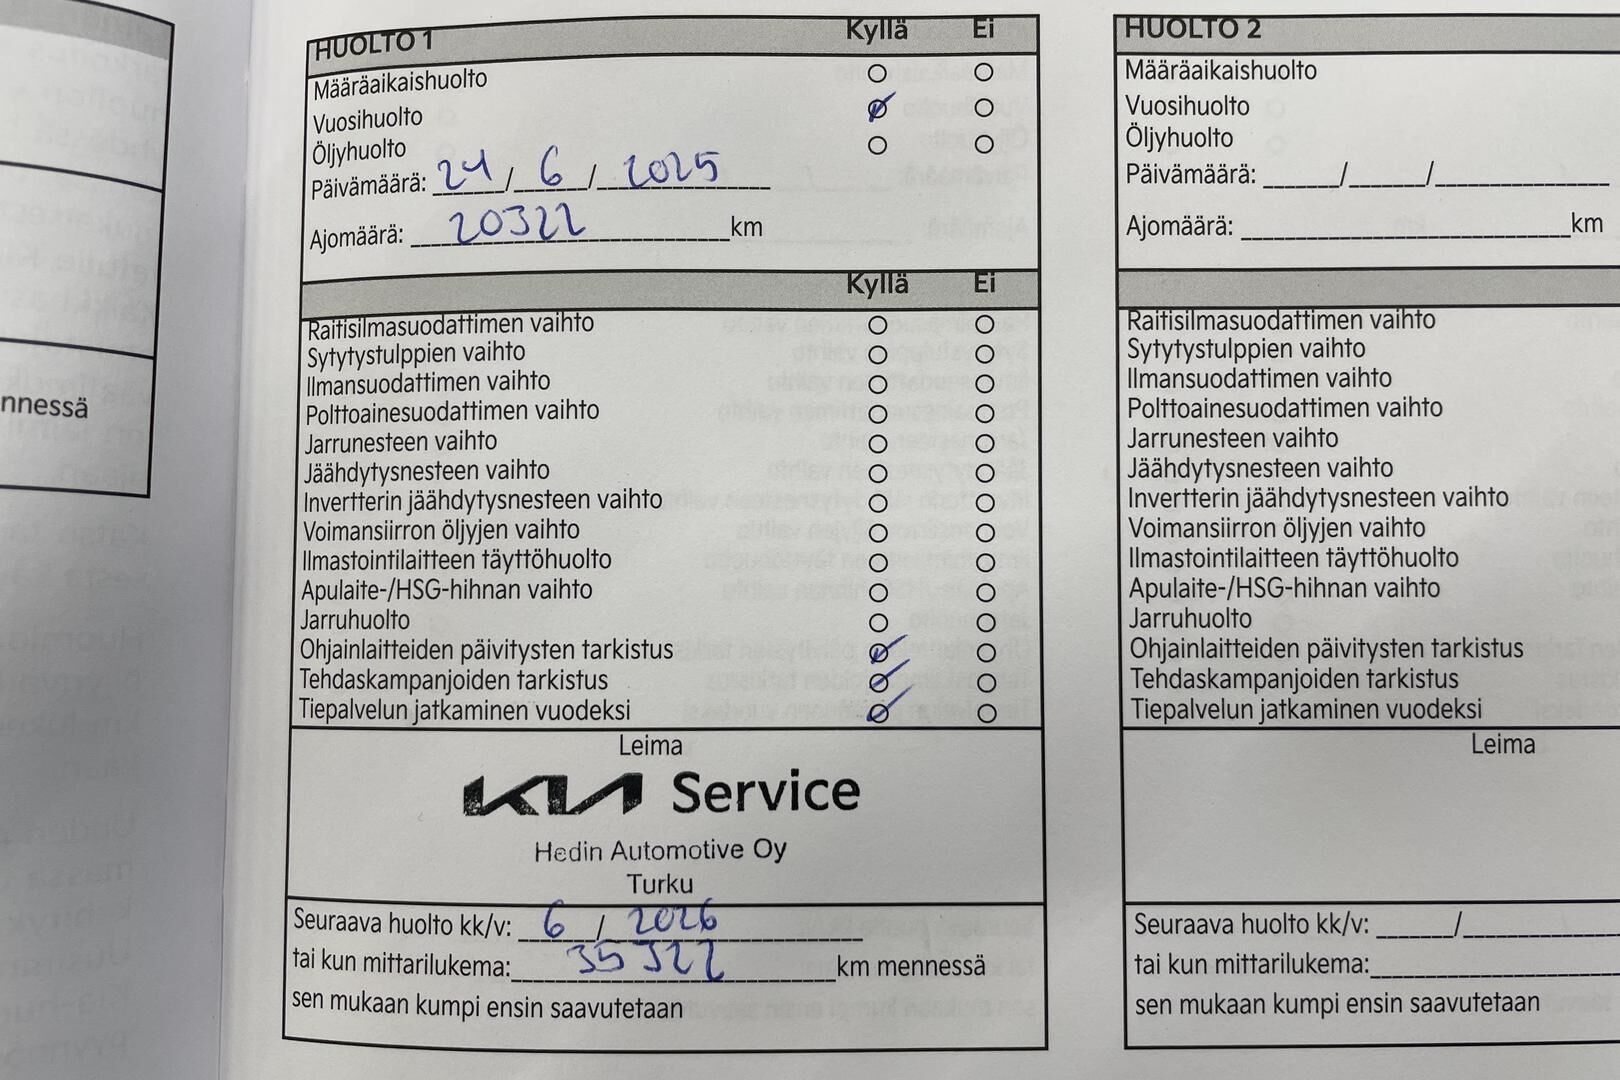 nnessä
HUOLTO 1 Kyllä Ei
Määräaikaishuolto
Vuosihuolto
Öljyhuolto
Päivämäärä: 24 / 6 / 2025
Ajomäärä: 20322 km
Kyllä Ei
Raitisilmasuodattimen vaihto
Sytytystulppien vaihto
Ilmansuodattimen vaihto
Polttoainesuodattimen vaihto
Jarrunesteen vaihto
Jäähdytysnesteen vaihto
Invertterin jäähdytysnesteen vaihto
Voimansiirron öljyjen vaihto
Ilmastointilaitteen täyttöhuolto
Apulaite-/HSG-hihnan vaihto
Jarruhuolto
Ohjainlaitteiden päivitysten tarkistus
Tehdaskampanjoiden tarkistus
Tiepalvelun jatkaminen vuodeksi
Leima
KIA Service
Hedin Automotive Oy
Turku
Seuraava huolto kk/v: 6 / 2026
tai kun mittarilukema: 35 322 km mennessä
sen mukaan kumpi ensin saavutetaan
HUOLTO 2
Määräaikaishuolto
Vuosihuolto
Öljyhuolto
Päivämäärä: / /
Ajomäärä: km
Raitisilmasuodattimen vaihto
Sytytystulppien vaihto
Ilmansuodattimen vaihto
Polttoainesuodattimen vaihto
Jarrunesteen vaihto
Jäähdytysnesteen vaihto
Invertterin jäähdytysnesteen vaihto
Voimansiirron öljyjen vaihto
Ilmastointilaitteen täyttöhuolto
Apulaite-/HSG-hihnan vaihto
Jarruhuolto
Ohjainlaitteiden päivitysten tarkistus
Tehdaskampanjoiden tarkistus
Tiepalvelun jatkaminen vuodeksi
Leima
Seuraava huolto kk/v: /
tai kun mittarilukema:
sen mukaan kumpi ensin saavutetaan